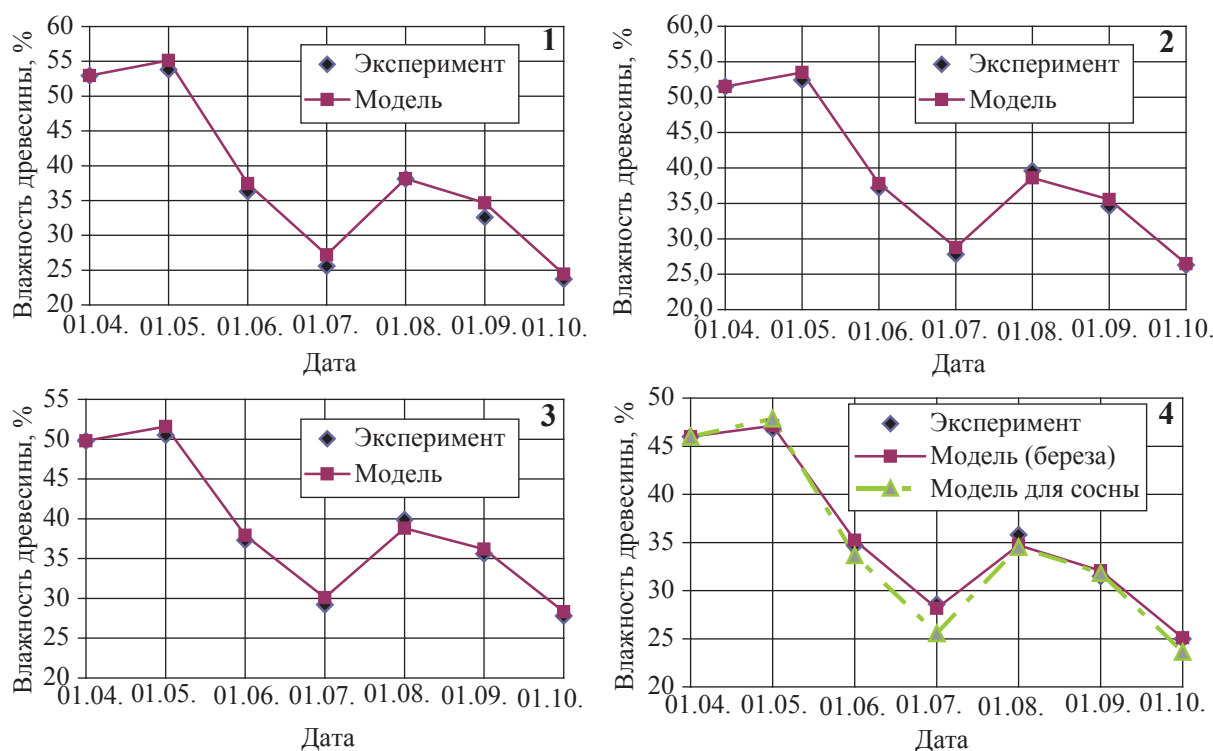 1
Влажность древесины, %
60
55
50
45
40
35
30
25
20
Эксперимент
Модель
01.04. 01.05. 01.06. 01.07. 01.08. 01.09. 01.10.
Дата
2
Влажность древесины, %
60,0
55,0
50,0
45,0
40,0
35,0
30,0
25,0
20,0
Эксперимент
Модель
01.04. 01.05. 01.06. 01.07. 01.08. 01.09. 01.10.
Дата
3
Влажность древесины, %
55
50
45
40
35
30
25
20
Эксперимент
Модель
01.04. 01.05. 01.06. 01.07. 01.08. 01.09. 01.10.
Дата
4
Влажность древесины, %
50
45
40
35
30
25
20
Эксперимент
Модель (береза)
Модель для сосны
01.04. 01.05. 01.06. 01.07. 01.08. 01.09. 01.10.
Дата